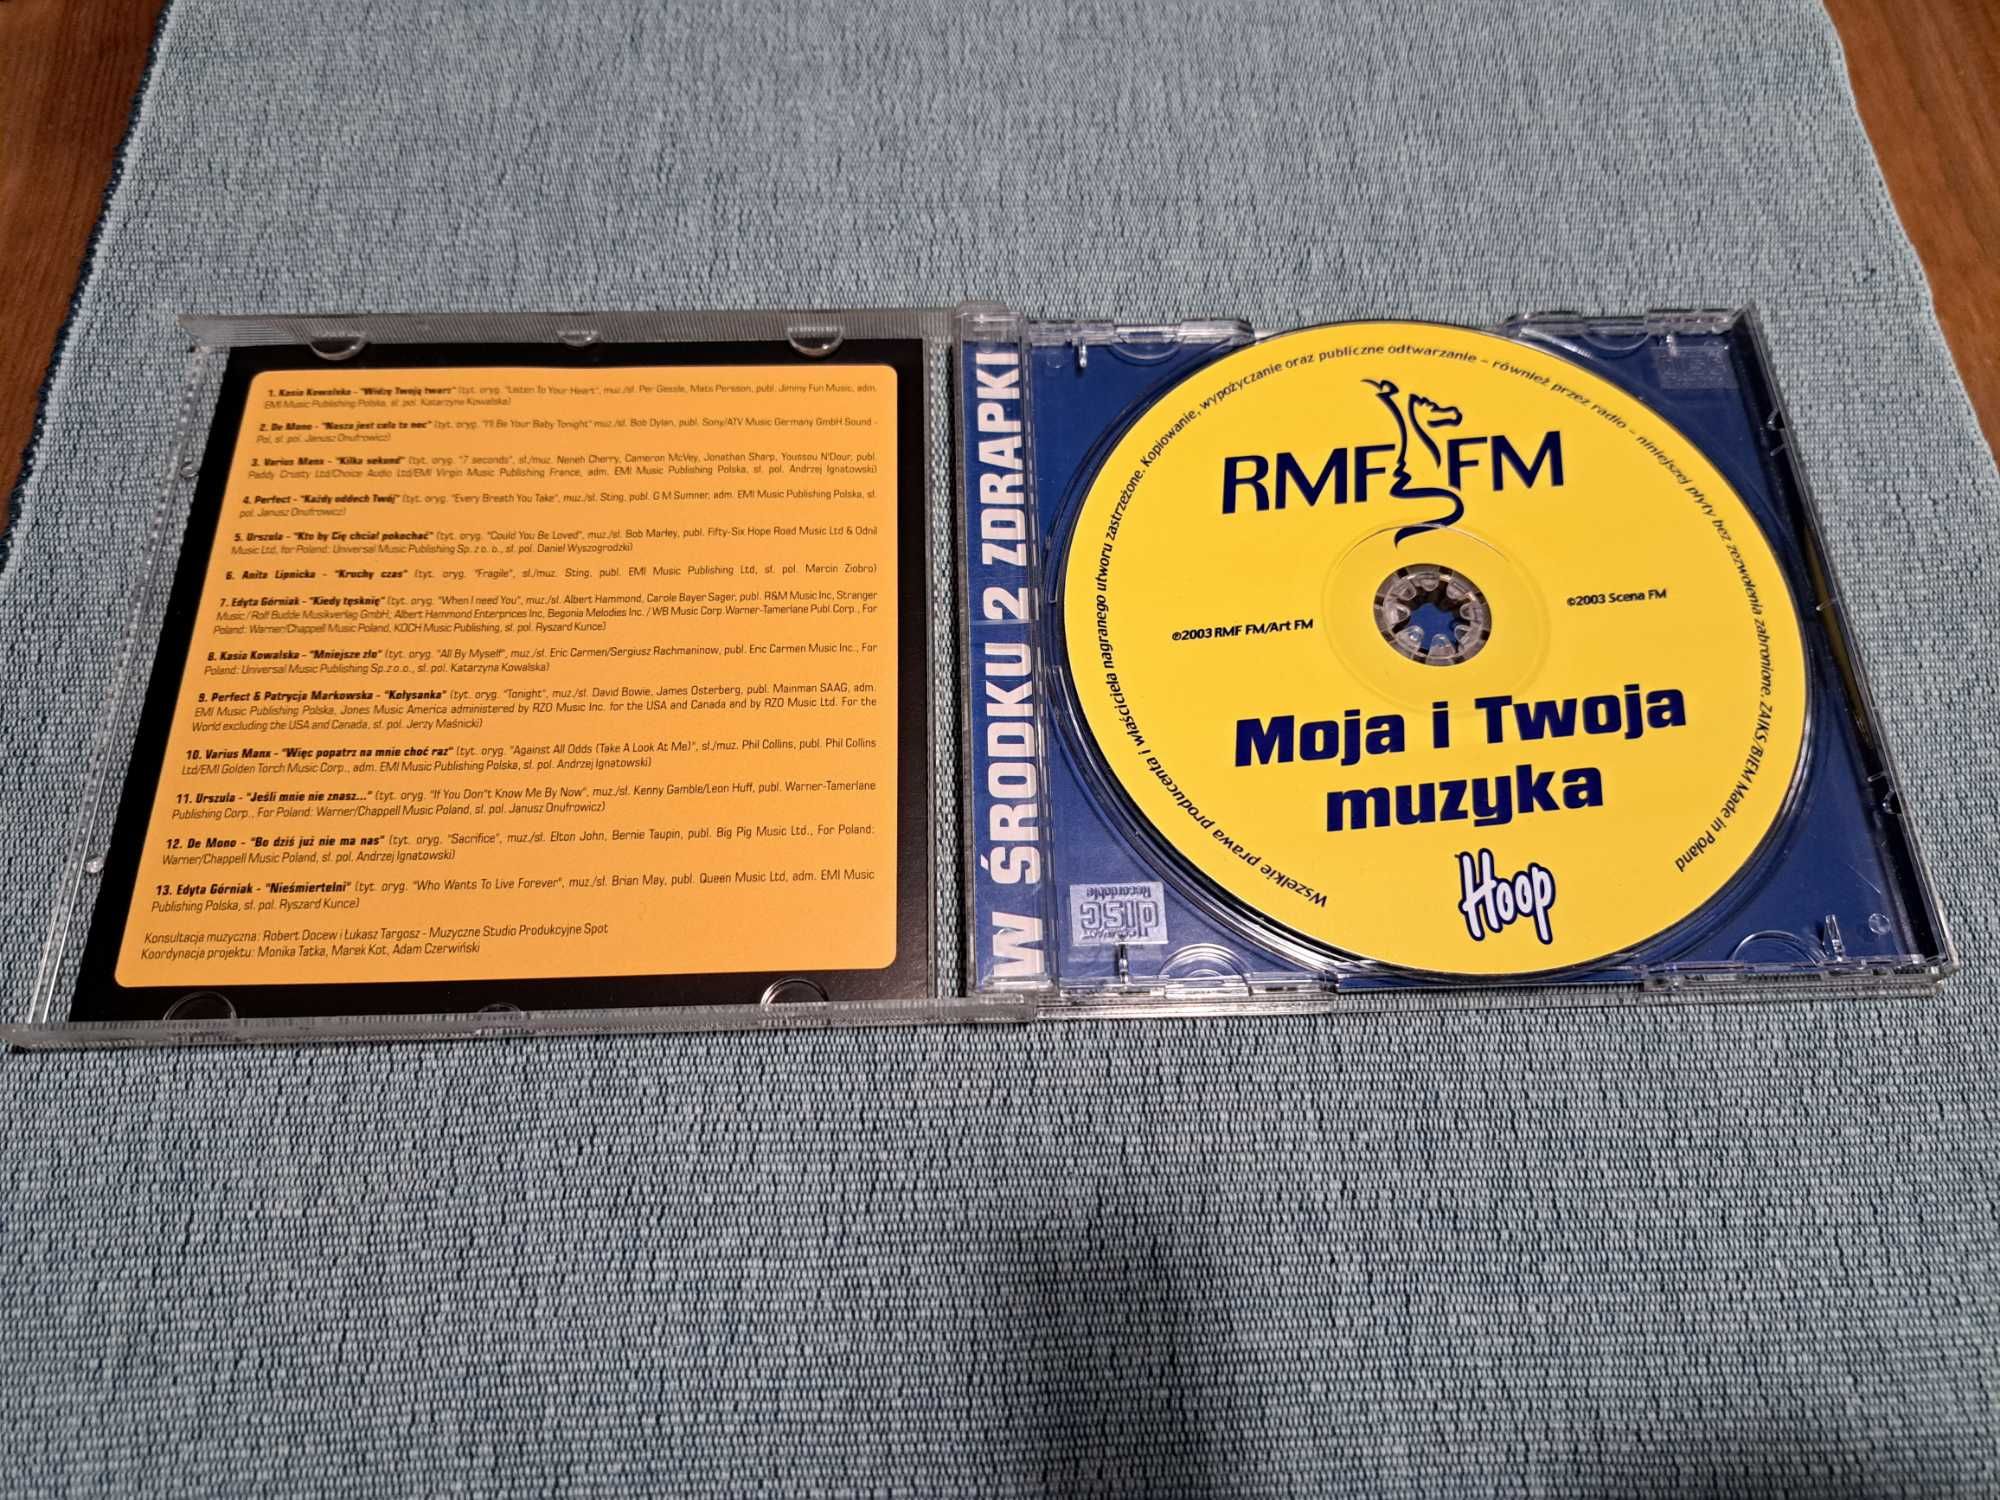 1. Kasia Kowalska - "Widzę Twoją twarz" (tyt. oryg. "Listen To Your Heart", muz./sł. Per Gessle, Mats Persson, publ. Jimmy Fun Music, adm.
EMI Music Publishing Polska, sł. pol. Katarzyna Kowalska)
2. De Mono - "Nasza jest cała ta noc" (tyt. oryg. "I'll Be Your Baby Tonight" muz./sł. Bob Dylan, publ. Sony/ATV Music Germany GmbH Sound -
Pol, sł. pol. Janusz Onufrowicz)
3. Varius Manx - "Kilka sekund" (tyt. oryg. "7 seconds", sł./muz. Neneh Cherry, Cameron McVey, Jonathan Sharp, Youssou N'Dour, publ.
Paddy Crusty Ltd/Choice Audio Ltd/EMI Virgin Music Publishing France, adm. EMI Music Publishing Polska, sł. pol. Andrzej Ignatowski)
4. Perfect - "Każdy oddech Twój" (tyt. oryg. "Every Breath You Take", muz./sł. Sting, publ. G M Sumner, adm. EMI Music Publishing Polska, sł.
pol. Janusz Onufrowicz)
5. Urszula - "Kto by Cię chciał pokochać" (tyt. oryg. "Could You Be Loved", muz./sł. Bob Marley, publ. Fifty-Six Hope Road Music Ltd & Odnil
Music Ltd, for Poland: Universal Music Publishing Sp. z o. o., sł. pol. Daniel Wyszogrodzki)
6. Anita Lipnicka - "Kruchy czas" (tyt. oryg. "Fragile", sł./muz. Sting, publ. EMI Music Publishing Ltd, sł. pol. Marcin Ziobro)
7. Edyta Górniak - "Kiedy tęsknię" (tyt. oryg. "When I need You", muz./sł. Albert Hammond, Carole Bayer Sager, publ. R&M Music Inc, Stranger
Music / Rolf Budde Musikverlag GmbH, Albert Hammond Enterprices Inc, Begonia Melodies Inc. / WB Music Corp. Warner-Tamerlane Publ Corp., For
Poland: Warner/Chappell Music Poland, KOCH Music Publishing, sł. pol. Ryszard Kunce)
8. Kasia Kowalska - "Mniejsze zło" (tyt. oryg. "All By Myself", muz./sł. Eric Carmen/Sergiusz Rachmaninow, publ. Eric Carmen Music Inc., For
Poland: Universal Music Publishing Sp.z.o.o., sł. pol. Katarzyna Kowalska)
9. Perfect & Patrycja Markowska - "Kołysanka" (tyt. oryg. "Tonight", muz./sł. David Bowie, James Osterberg, publ. Mainman SAAG, adm.
EMI Music Publishing Polska, Jones Music America administered by RZO Music Inc. for the USA and Canada and by RZO Music Ltd. For the
World excluding the USA and Canada, sł. pol. Jerzy Maśnicki)
10. Varius Manx - "Więc popatrz na mnie choć raz" (tyt. oryg. "Against All Odds (Take A Look At Me)", sł./muz. Phil Collins, publ. Phil Collins
Ltd/EMI Golden Torch Music Corp., adm. EMI Music Publishing Polska, sł. pol. Andrzej Ignatowski)
11. Urszula - "Jeśli mnie nie znasz..." (tyt. oryg. "If You Don"t Know Me By Now", muz./sł. Kenny Gamble/Leon Huff, publ. Warner-Tamerlane
Publishing Corp., For Poland: Warner/Chappell Music Poland, sł. pol. Janusz Onufrowicz)
12. De Mono - "Bo dziś już nie ma nas" (tyt. oryg. "Sacrifice", muz./sł. Elton John, Bernie Taupin, publ. Big Pig Music Ltd., For Poland:
Warner/Chappell Music Poland, sł. pol. Andrzej Ignatowski)
13. Edyta Górniak - "Nieśmiertelni" (tyt. oryg. "Who Wants To Live Forever", muz./sł. Brian May, publ. Queen Music Ltd, adm. EMI Music
Publishing Polska, sł. pol. Ryszard Kunce)
Konsultacja muzyczna: Robert Docew i Łukasz Targosz - Muzyczne Studio Produkcyjne Spot
Koordynacja projektu: Monika Tatka, Marek Kot, Adam Czerwiński
W ŚRODKU 2 ZDRAPKI
Wszelkie prawa producenta i właściciela nagranego utworu zastrzeżone. Kopiowanie, wypożyczanie oraz publiczne odtwarzanie – również przez radio – niniejszej płyty bez zezwolenia zabronione. ZAIKS/BIEM Made in Poland
RMF FM
℗2003 RMF FM/Art FM
©2003 Scena FM
Moja i Twoja
muzyka
Hoop
COMPACT
disc
Recordable